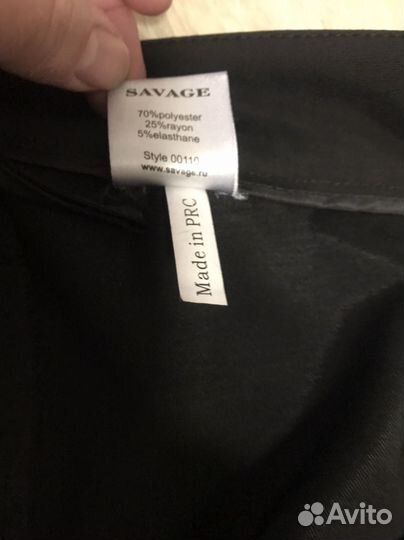 SAVAGE
70%polyester
25%rayon
5%elasthane
Style 00110
www.savage.ru
Made in PRC
Avito